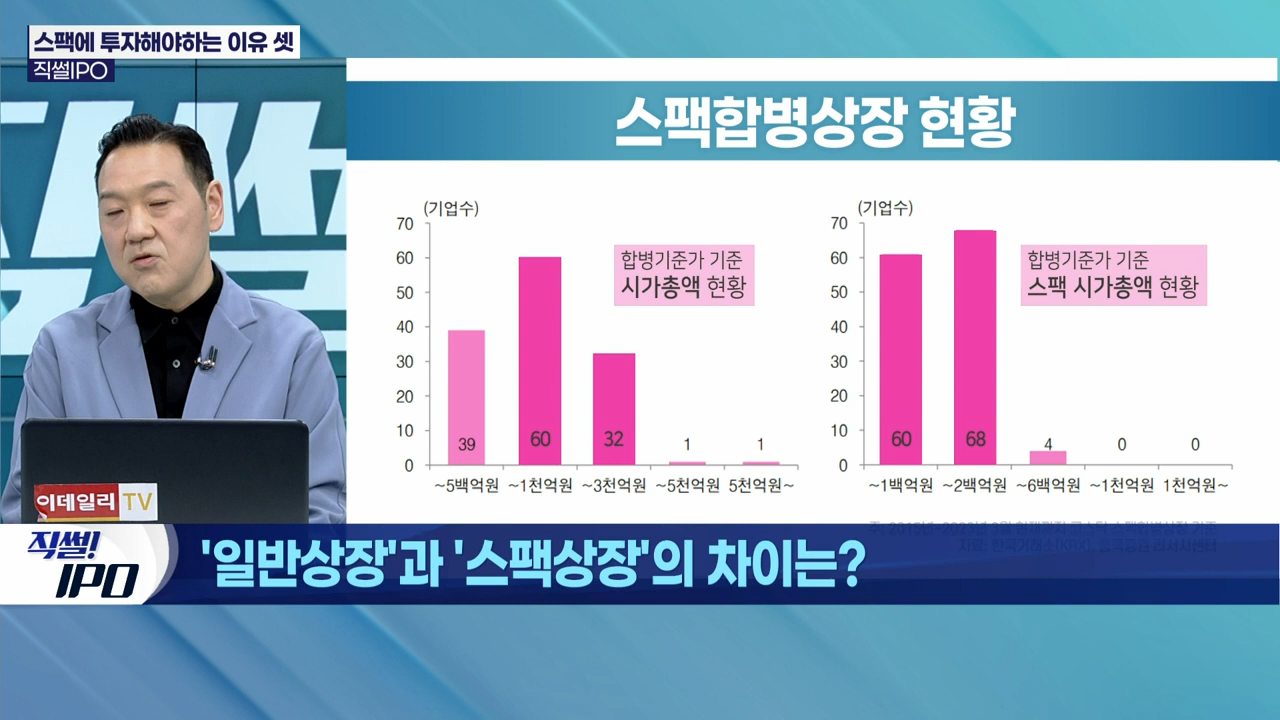 스팩에 투자해야하는 이유 셋
직썰IPO
스팩합병상장 현황
(기업수)
70
60
50
40
30
20
10
0
합병기준가 기준
시가총액 현황
39
60
32
1
1
~5백억원 ~1천억원 ~3천억원 ~5천억원 5천억원~
(기업수)
70
60
50
40
30
20
10
0
합병기준가 기준
스팩 시가총액 현황
60
68
4
0
0
~1백억원 ~2백억원 ~6백억원 ~1천억원 1천억원~
이데일리 TV
직썰!
IPO
'일반상장'과 '스팩상장'의 차이는?